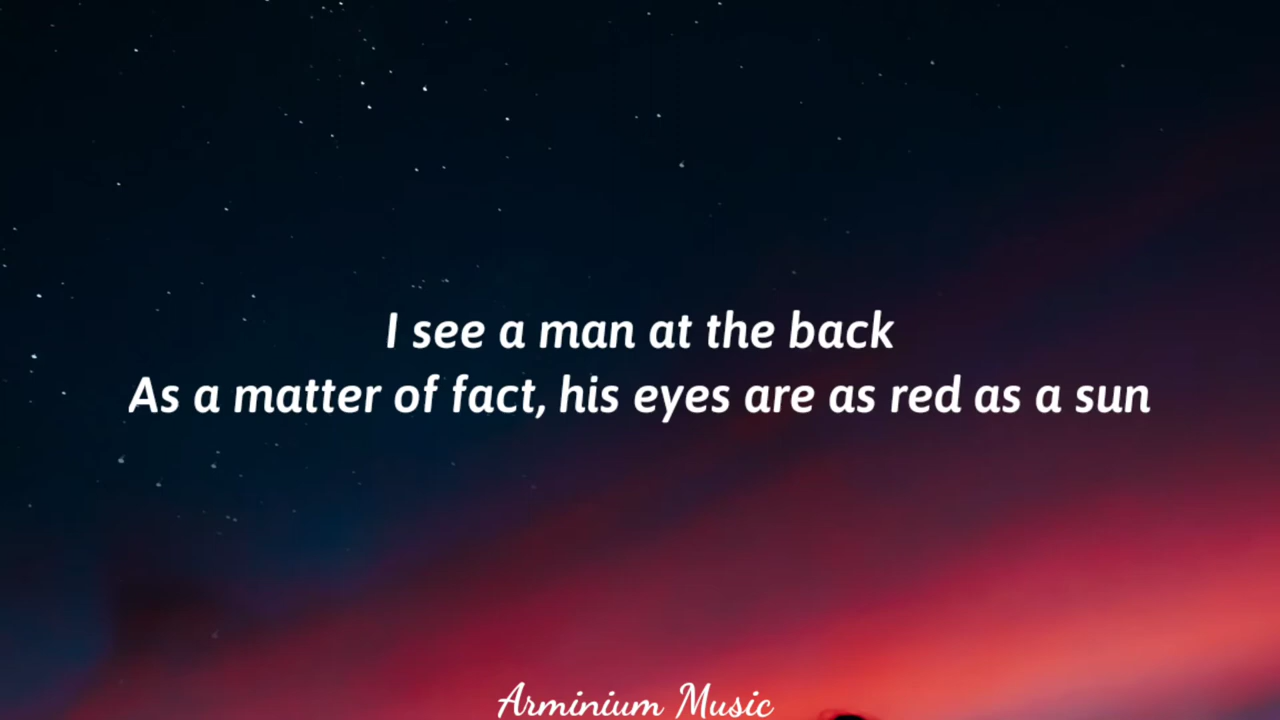 I see a man at the back
As a matter of fact, his eyes are as red as a sun
Arminium Music